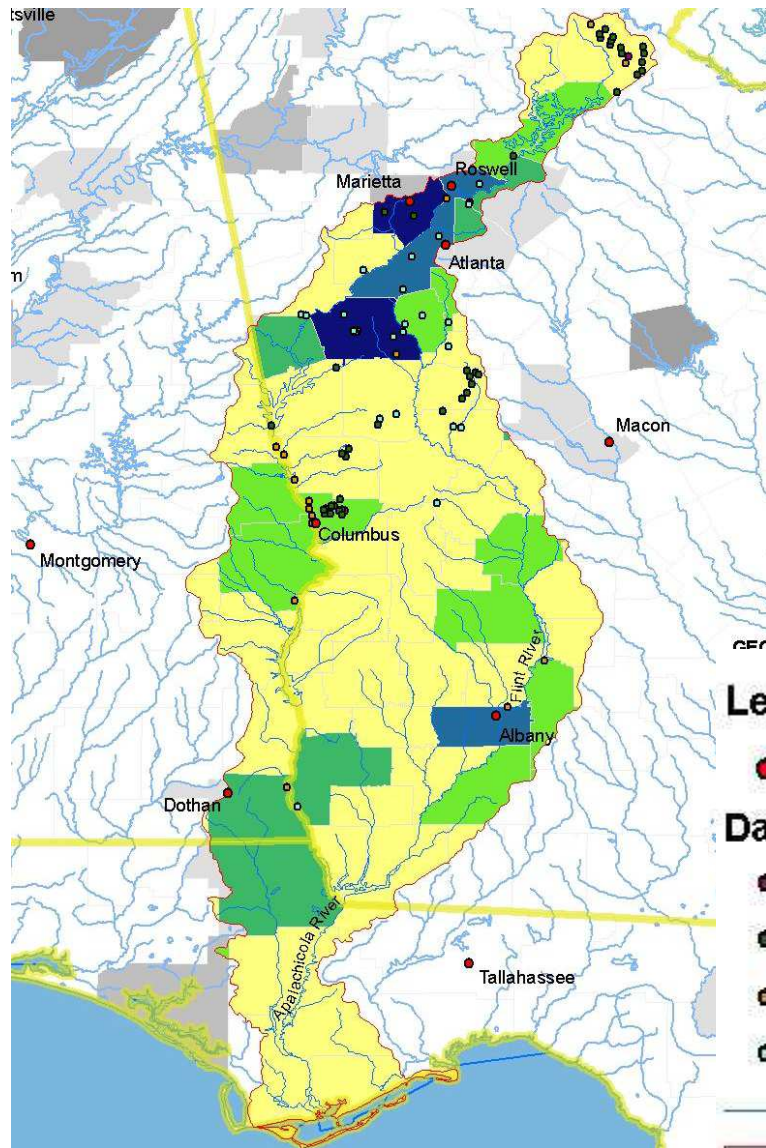 tsville
Roswell
Marietta
Atlanta
m
Macon
Columbus
Montgomery
Flint River
Le
Albany
Dothan
Da
Apalachicola River
Tallahassee